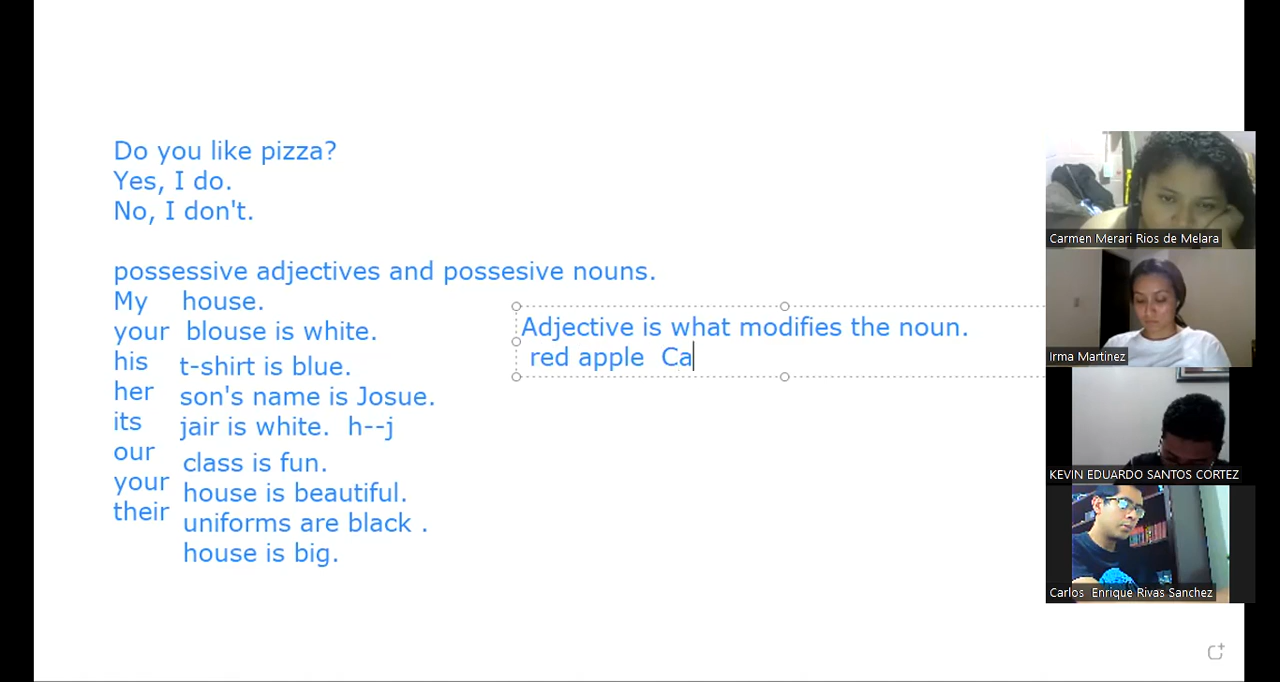 Do you like pizza?
Yes, I do.
No, I don't.
possessive adjectives and possesive nouns.
My house.
your blouse is white.
his t-shirt is blue.
her son's name is Josue.
its jair is white. h--j
our class is fun.
your house is beautiful.
their uniforms are black .
house is big.
Adjective is what modifies the noun.
red apple Ca
Carmen Merari Rios de Melara
Irma Martinez
KEVIN EDUARDO SANTOS CORTEZ
Carlos Enrique Rivas Sanchez